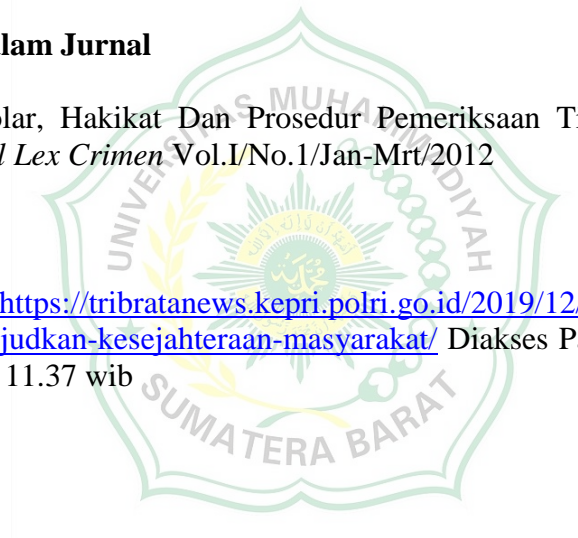 alam Jurnal
olar, Hakikat Dan Prosedur Pemeriksaan Ti
l Lex Crimen Vol.I/No.1/Jan-Mrt/2012
https://tribratanews.kepri.polri.go.id/2019/12/
judkan-kesejahteraan-masyarakat/ Diakses Pa
11.37 wib
UNIVERSITAS MUHAMMADIYAH
SUMATERA BARAT